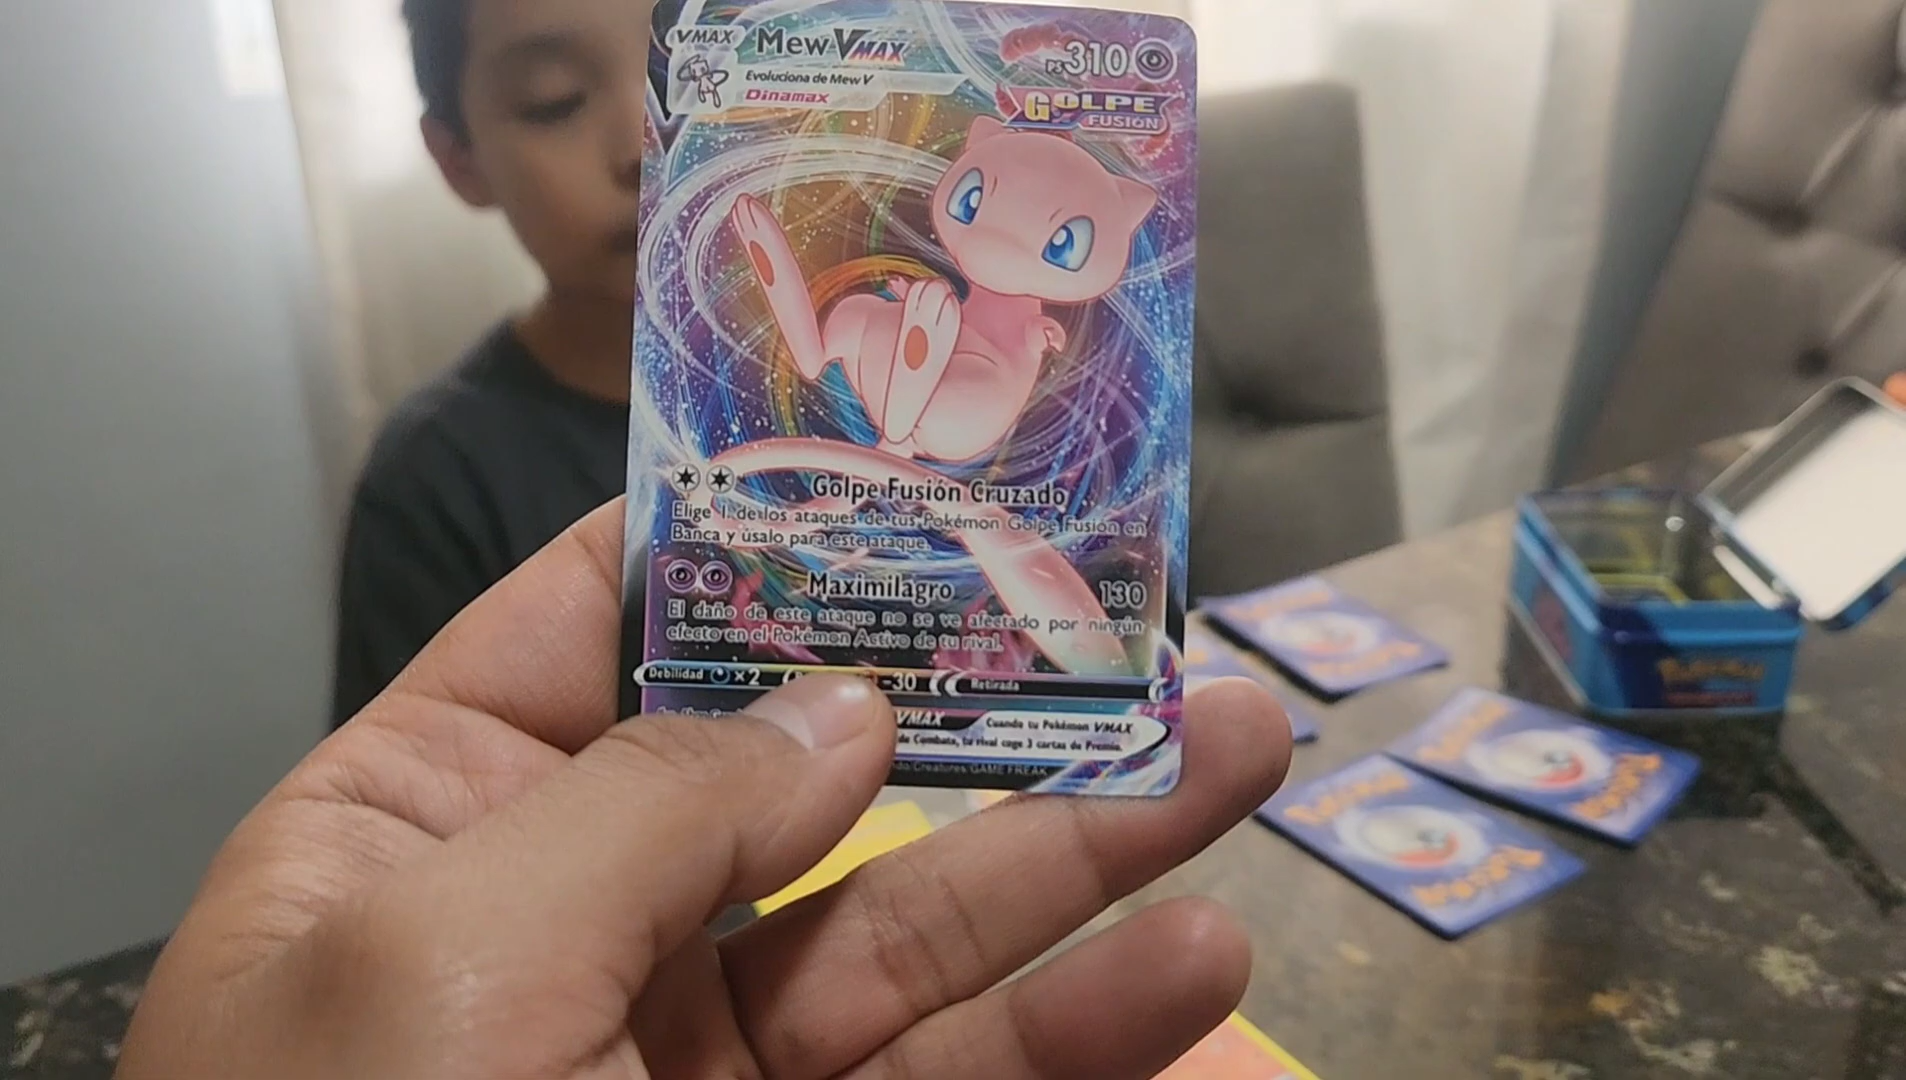 VMAX
Mew VMAX
PS310
Evoluciona de Mew V
Dinamax
GOLPE
FUSIÓN
Golpe Fusión Cruzado
Elige 1 de los ataques de tus Pokémon Golpe Fusión en
Banca y úsalo para este ataque.
Maximilagro 130
El daño de este ataque no se ve afectado por ningún
efecto en el Pokémon Activo de tu rival.
Debilidad ×2 -30 Retirada
VMAX Cuando tu Pokémon VMAX
de Combate, tu rival coge 3 cartas de Premio.
Creatures GAME FREAK